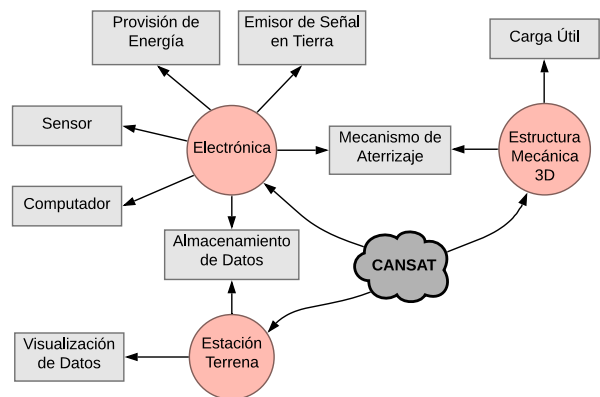 Provisión de
Energía
Emisor de Señal
en Tierra
Carga Útil
Sensor
Electrónica
Mecanismo de
Aterrizaje
Estructura
Mecánica
3D
Computador
Almacenamiento
de Datos
CANSAT
Visualización
de Datos
Estación
Terrena